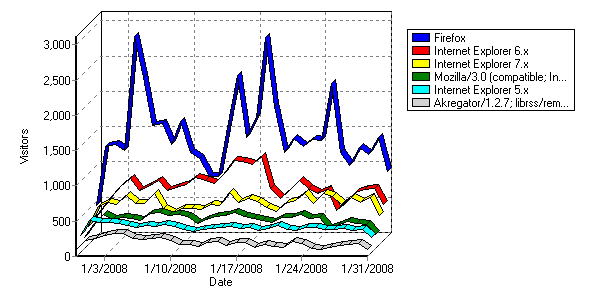 3,000
2,500
2,000
1,500
1,000
500
0
Visitors
1/3/2008
1/10/2008
1/17/2008
1/24/2008
1/31/2008
Date
Firefox
Internet Explorer 6.x
Internet Explorer 7.x
Mozilla/3.0 (compatible; In...
Internet Explorer 5.x
Akregator/1.2.7; librss/rem...